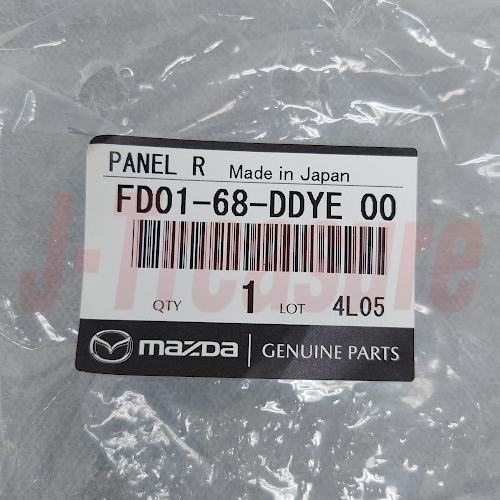 PANEL R Made in Japan
FD01-68-DDYE 00
QTY 1 LOT 4L05
mazda GENUINE PARTS
J-Treasure